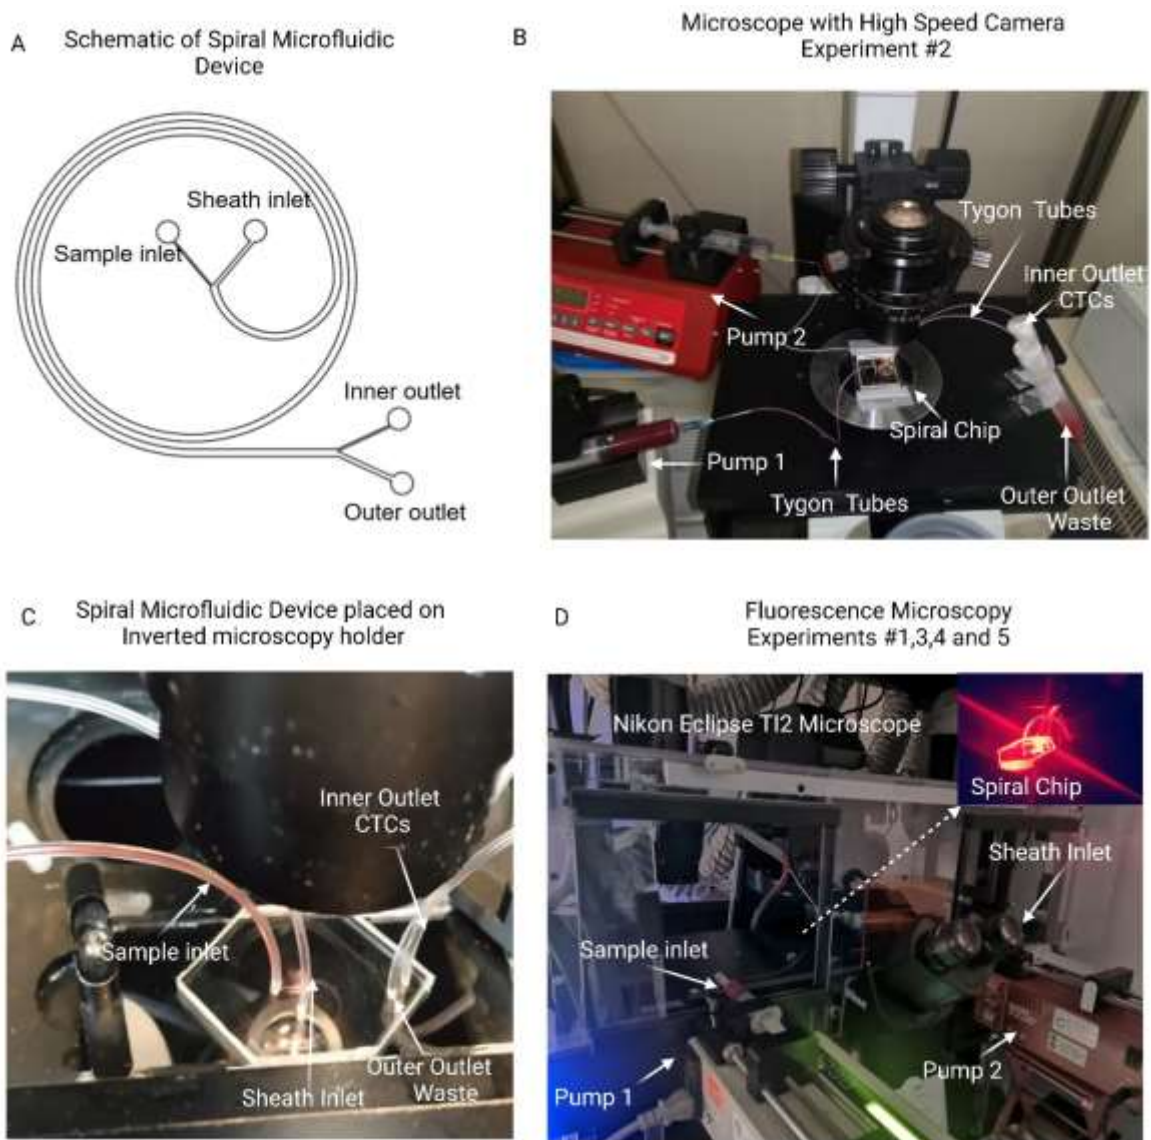 A
Schematic of Spiral Microfluidic
Device
Sheath inlet
Sample inlet
Inner outlet
Outer outlet
B
Microscope with High Speed Camera
Experiment #2
Tygon Tubes
Inner Outlet
CTCs
Pump 2
Spiral Chip
Pump 1
Tygon Tubes
Outer Outlet
Waste
C
Spiral Microfluidic Device placed on
Inverted microscopy holder
Inner Outlet
CTCs
Sample inlet
Outer Outlet
Waste
Sheath Inlet
D
Fluorescence Microscopy
Experiments #1,3,4 and 5
Nikon Eclipse TI2 Microscope
Spiral Chip
Sheath Inlet
Sample inlet
Pump 2
Pump 1